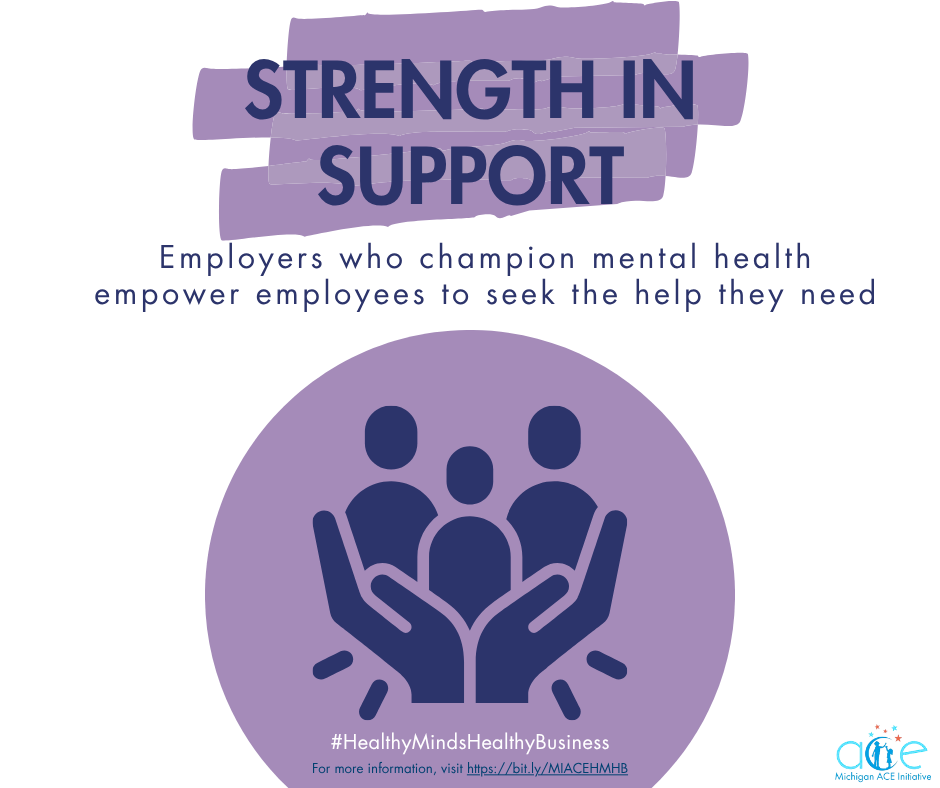 STRENGTH IN
SUPPORT
Employers who champion mental health
empower employees to seek the help they need
#HealthyMindsHealthyBusiness
For more information, visit https://bit.ly/MIACEHMHB
ace
Michigan ACE Initiative